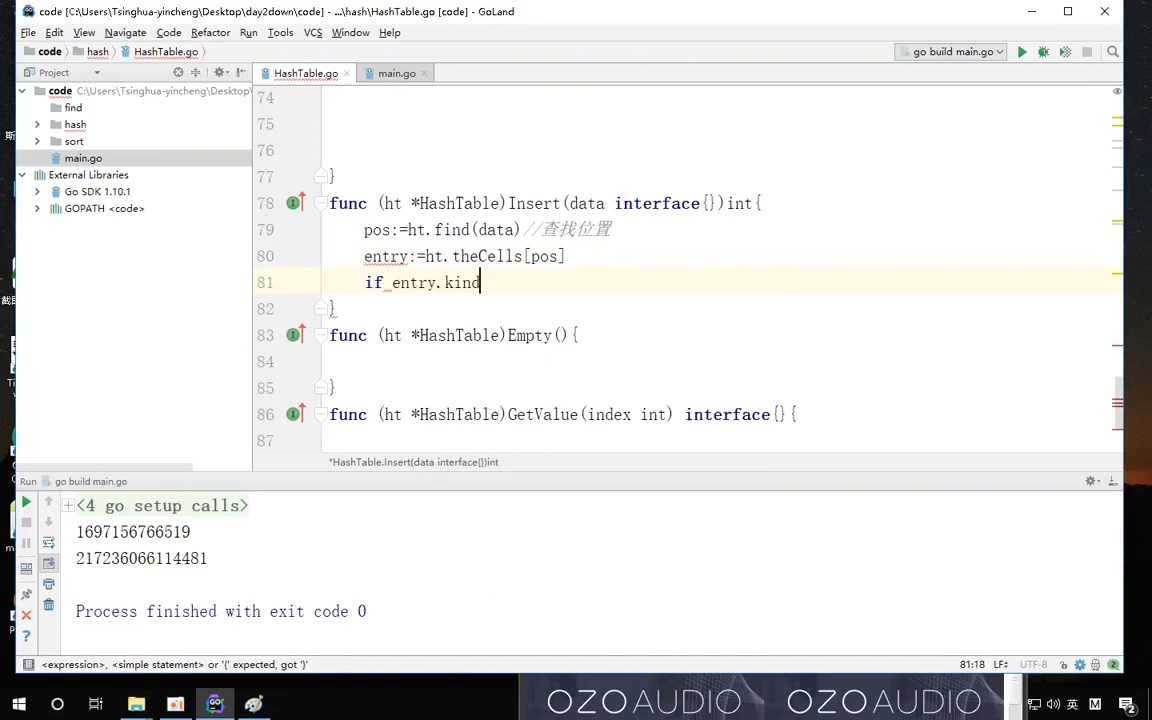 code [C:\Users\Tsinghua-yincheng\Desktop\day2down\code] - ...\hash\HashTable.go [code] - GoLand
File Edit View Navigate Code Refactor Run Tools VCS Window Help
code hash HashTable.go go build main.go
Project HashTable.go main.go
code C:\Users\Tsinghua-yincheng\Desktop\
find
hash
sort
main.go
External Libraries
Go SDK 1.10.1
GOPATH <code>
74
75
76
77 }
78 func (ht *HashTable)Insert(data interface{})int{
79 pos:=ht.find(data)//查找位置
80 entry:=ht.theCells[pos]
81 if entry.kind
82 }
83 func (ht *HashTable)Empty(){
84
85 }
86 func (ht *HashTable)GetValue(index int) interface{}{
87
*HashTable.Insert(data interface{})int
Run go build main.go
<4 go setup calls>
1697156766519
217236066114481
Process finished with exit code 0
<expression>, <simple statement> or '{' expected, got '}' 81:18 LF÷ UTF-8 2
OZO AUDIO OZO AUDIO
英 M 2